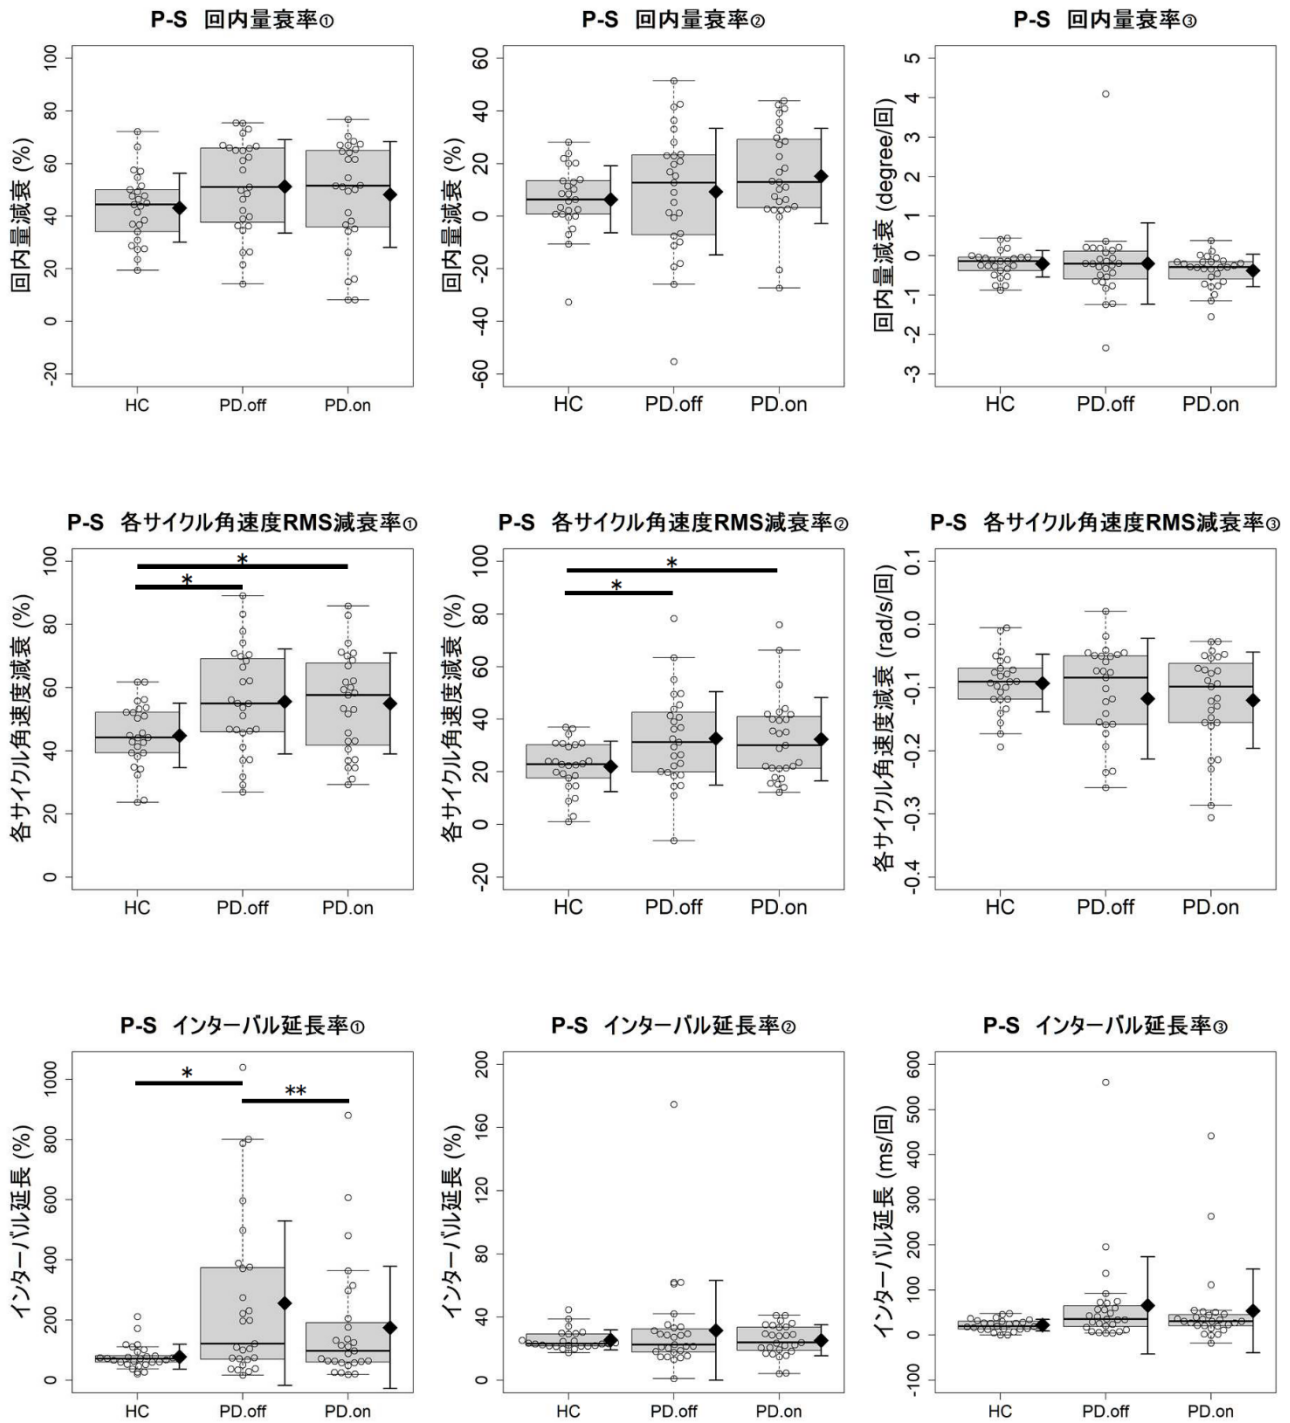 P-S 回内量衰率①
回内量減衰 (%)
100
80
60
40
20
0
-20
HC PD.off PD.on
P-S 回内量衰率②
回内量減衰 (%)
60
40
20
0
-20
-40
-60
HC PD.off PD.on
P-S 回内量衰率③
回内量減衰 (degree/回)
5
4
3
2
1
0
-1
-2
-3
HC PD.off PD.on
P-S 各サイクル角速度RMS減衰率①
各サイクル角速度減衰 (%)
100
80
60
40
20
0
*
*
HC PD.off PD.on
P-S 各サイクル角速度RMS減衰率②
各サイクル角速度減衰 (%)
100
80
60
40
20
0
-20
*
*
HC PD.off PD.on
P-S 各サイクル角速度RMS減衰率③
各サイクル角速度減衰 (rad/s/回)
0.1
0.0
-0.1
-0.2
-0.3
-0.4
HC PD.off PD.on
P-S インターバル延長率①
インターバル延長 (%)
1000
800
600
400
200
0
* **
HC PD.off PD.on
P-S インターバル延長率②
インターバル延長 (%)
200
160
120
80
40
0
HC PD.off PD.on
P-S インターバル延長率③
インターバル延長 (ms/回)
600
500
400
300
200
100
0
-100
HC PD.off PD.on